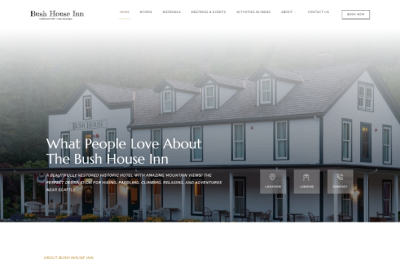 Bush House Inn
HOME
ROOMS
WEDDINGS
MEETINGS & EVENTS
ACTIVITIES IN INDEX
ABOUT
CONTACT US
BOOK NOW
BUSH HOUSE
What People Love About
The Bush House Inn
A BEAUTIFULLY RESTORED HISTORIC HOTEL WITH AMAZING MOUNTAIN VIEWS! THE
PERFECT DESTINATION FOR HIKING, PADDLING, CLIMBING, RELAXING, AND ADVENTURES
NEAR SEATTLE
LOCATION
CONTACT
ABOUT BUSH HOUSE INN